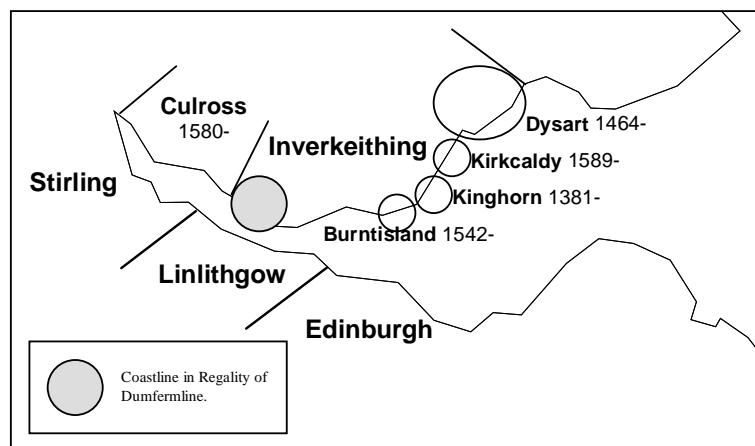 Culross
1580-
Inverkeithing
Dysart 1464-
Kirkcaldy 1589-
Stirling
Kinghorn 1381-
Burntisland 1542-
Linlithgow
Edinburgh
Coastline in Regality of
Dumfermline.